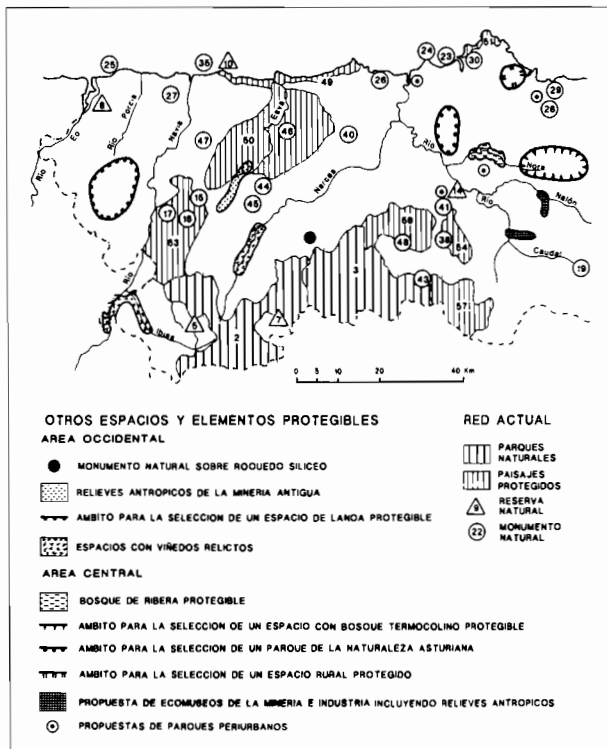 24 23 30 51
25 35 10 49 26 29
8 27 28
Río Eo Río Porcia Navia Esva
47 50 46 40 Río
Nora
44 14 Nalón
15 45 Narcea 41 Río
17 16 Caudal
53 58 48 38 54 19
Río 3 43
Ibias 2 7 57
0 5 10 20 40 Km
OTROS ESPACIOS Y ELEMENTOS PROTEGIBLES
AREA OCCIDENTAL
MONUMENTO NATURAL SOBRE ROQUEDO SILICEO
RELIEVES ANTROPICOS DE LA MINERIA ANTIGUA
AMBITO PARA LA SELECCION DE UN ESPACIO DE LANDA PROTEGIBLE
ESPACIOS CON VIÑEDOS RELICTOS
AREA CENTRAL
BOSQUE DE RIBERA PROTEGIBLE
AMBITO PARA LA SELECCION DE UN ESPACIO CON BOSQUE TERMOCOLINO PROTEGIBLE
AMBITO PARA LA SELECCION DE UN PARQUE DE LA NATURALEZA ASTURIANA
AMBITO PARA LA SELECCION DE UN ESPACIO RURAL PROTEGIDO
PROPUESTA DE ECOMUSEOS DE LA MINERIA E INDUSTRIA INCLUYENDO RELIEVES ANTROPICOS
PROPUESTAS DE PARQUES PERIURBANOS
RED ACTUAL
PARQUES
NATURALES
PAISAJES
PROTEGIDOS
9 RESERVA
NATURAL
22 MONUMENTO
NATURAL